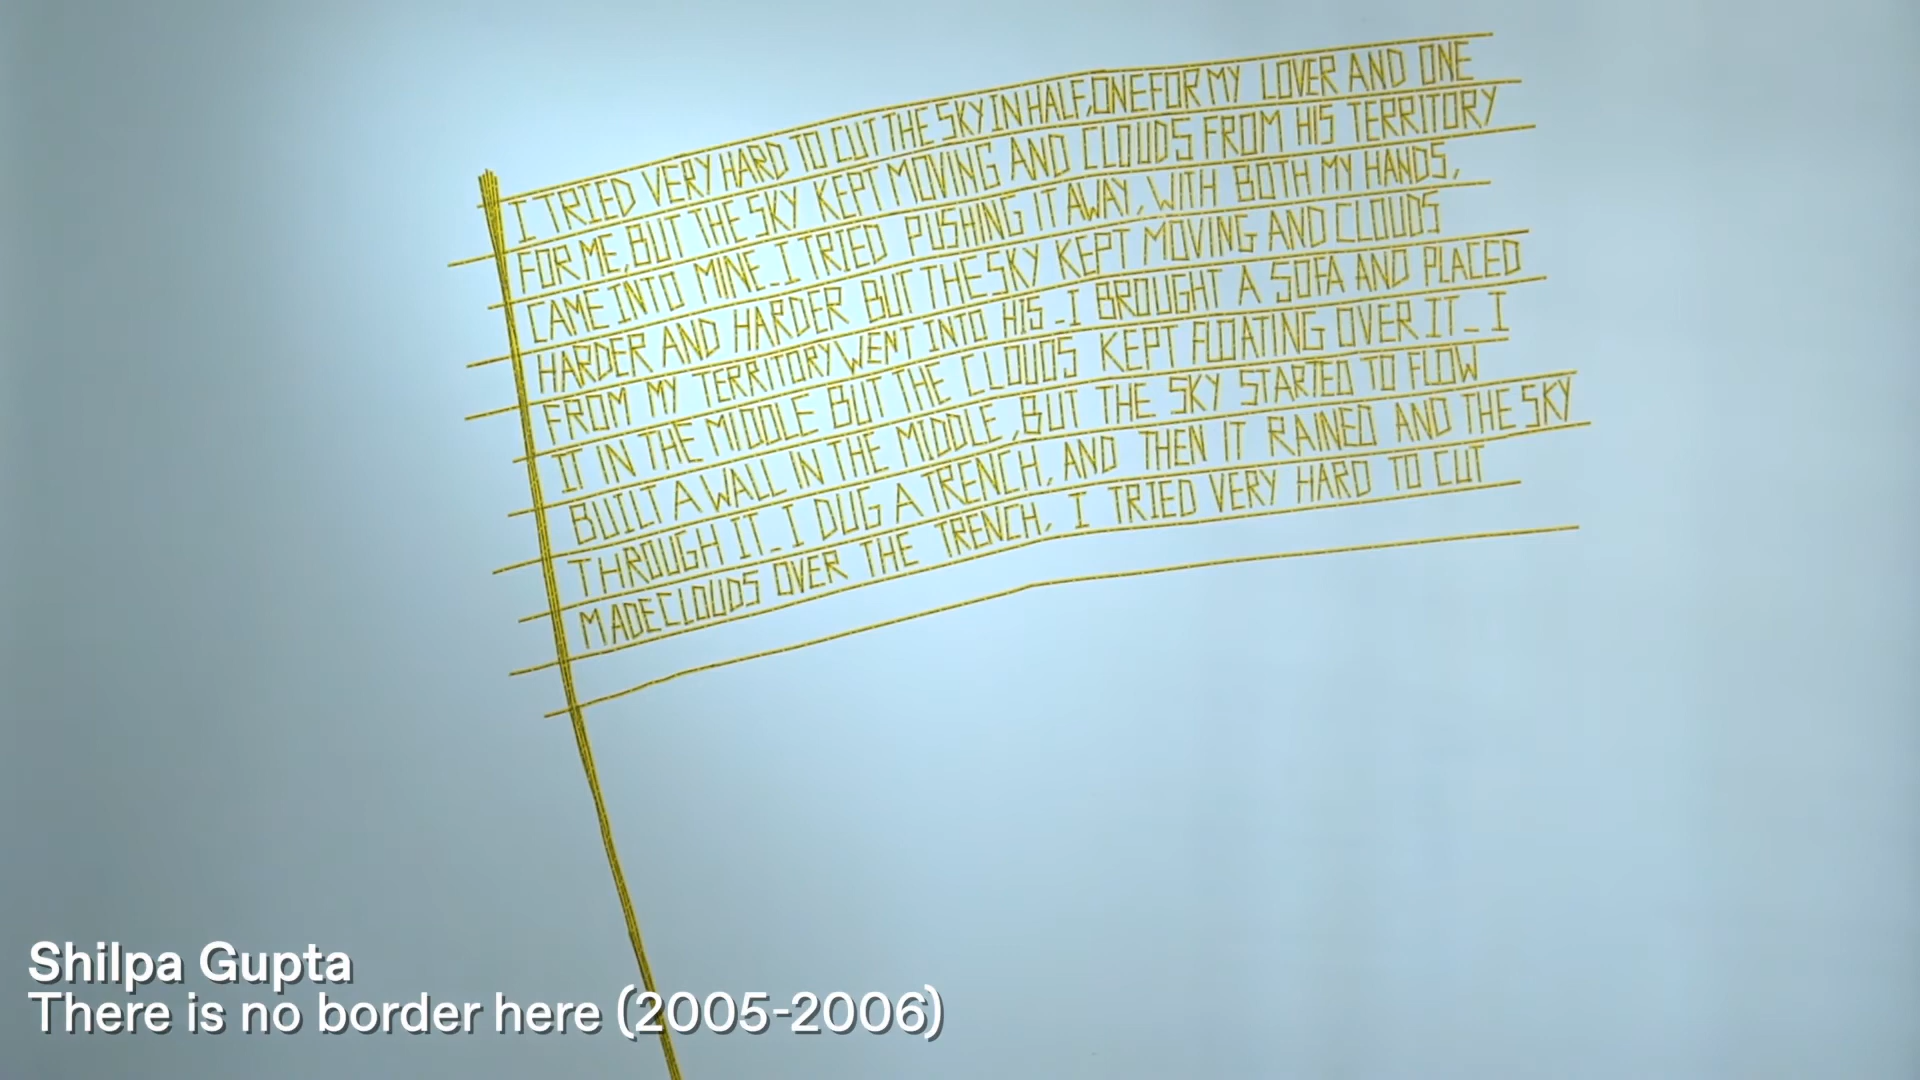 I TRIED VERY HARD TO CUT THE SKY IN HALF, ONE FOR MY LOVER AND ONE
FOR ME, BUT THE SKY KEPT MOVING AND CLOUDS FROM HIS TERRITORY
CAME INTO MINE_ I TRIED PUSHING IT AWAY, WITH BOTH MY HANDS,
HARDER AND HARDER BUT THE SKY KEPT MOVING AND CLOUDS
FROM MY TERRITORY WENT INTO HIS_I BROUGHT A SOFA AND PLACED
IT IN THE MIDDLE BUT THE CLOUDS KEPT FLOATING OVER IT_ I
BUILT A WALL IN THE MIDDLE, BUT THE SKY STARTED TO FLOW
THROUGH IT_ I DUG A TRENCH, AND THEN IT RAINED AND THE SKY
MADE CLOUDS OVER THE TRENCH, I TRIED VERY HARD TO CUT
Shilpa Gupta
There is no border here (2005-2006)